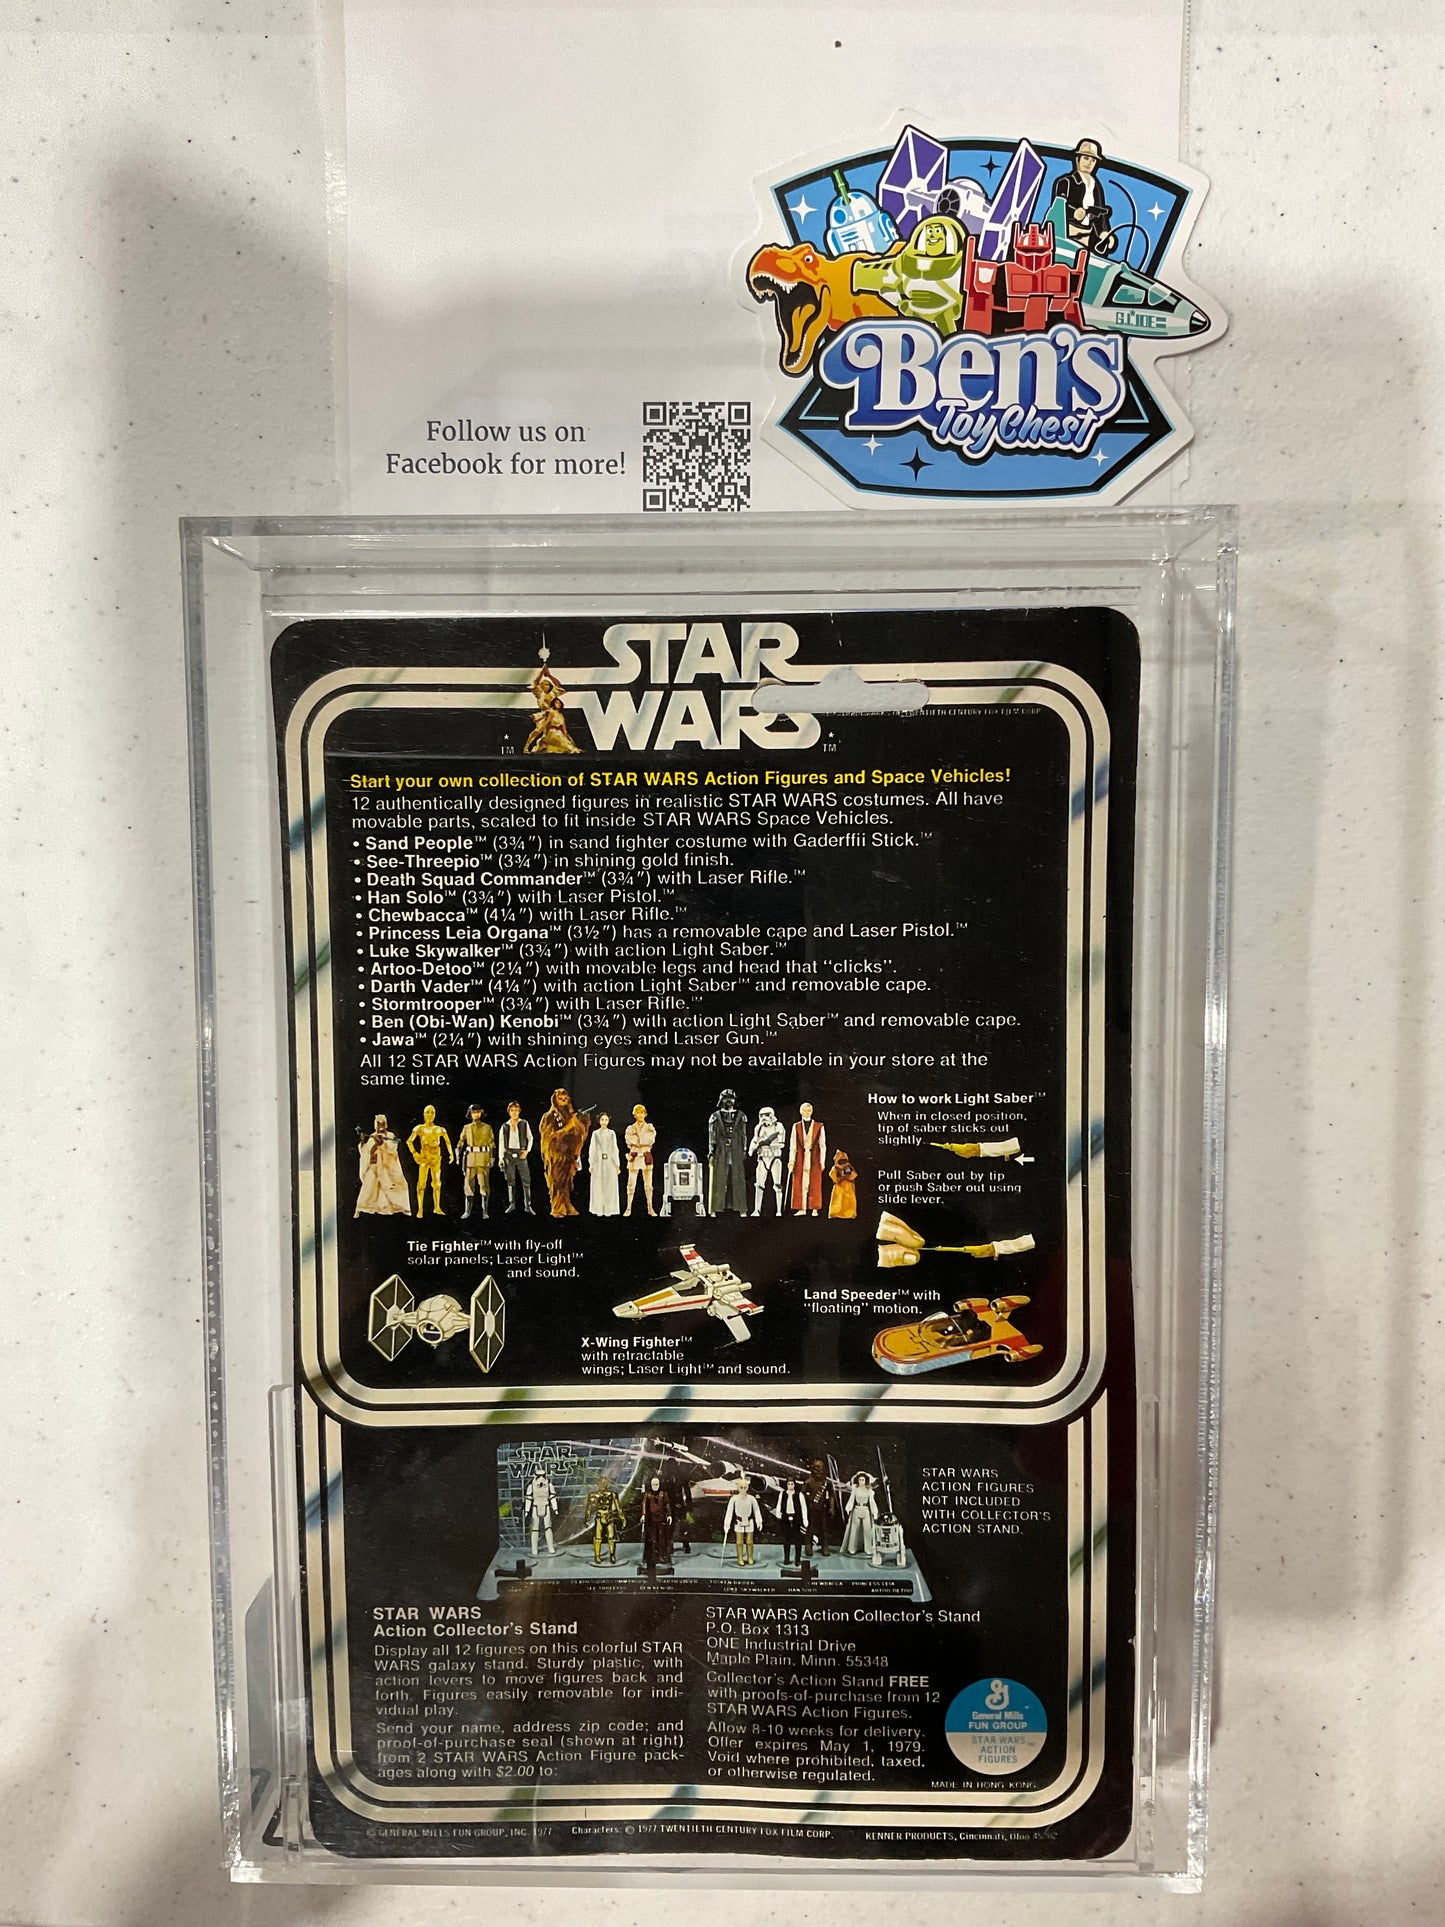 G.I. JOE
Ben's
Toy Chest
Follow us on
Facebook for more!
STAR
WARS
TM
TM
Start your own collection of STAR WARS Action Figures and Space Vehicles!
12 authentically designed figures in realistic STAR WARS costumes. All have
movable parts, scaled to fit inside STAR WARS Space Vehicles.
• Sand People™ (3¾") in sand fighter costume with Gaderffii Stick.™
• See-Threepio™ (3¾") in shining gold finish.
• Death Squad Commander™ (3¾") with Laser Rifle.™
• Han Solo™ (3¾") with Laser Pistol.™
• Chewbacca™ (4¼") with Laser Rifle.™
• Princess Leia Organa™ (3½") has a removable cape and Laser Pistol.™
• Luke Skywalker™ (3¾") with action Light Saber.™
• Artoo-Detoo™ (2¼") with movable legs and head that "clicks".
• Darth Vader™ (4¼") with action Light Saber™ and removable cape.
• Stormtrooper™ (3¾") with Laser Rifle.™
• Ben (Obi-Wan) Kenobi™ (3¾") with action Light Saber™ and removable cape.
• Jawa™ (2¼") with shining eyes and Laser Gun.™
All 12 STAR WARS Action Figures may not be available in your store at the
same time.
How to work Light Saber™
When in closed position,
tip of saber sticks out
slightly.
Pull Saber out by tip
or push Saber out using
slide lever.
Tie Fighter™ with fly-off
solar panels; Laser Light™
and sound.
X-Wing Fighter™
with retractable
wings; Laser Light™ and sound.
Land Speeder™ with
"floating" motion.
STAR
WARS
STAR WARS
ACTION FIGURES
NOT INCLUDED
WITH COLLECTOR'S
ACTION STAND.
STAR WARS
Action Collector's Stand
Display all 12 figures on this colorful STAR
WARS galaxy stand. Sturdy plastic, with
action levers to move figures back and
forth. Figures easily removable for indi-
vidual play.
Send your name, address zip code; and
proof-of-purchase seal (shown at right)
from 2 STAR WARS Action Figure pack-
ages along with $2.00 to:
STAR WARS Action Collector's Stand
P.O. Box 1313
ONE Industrial Drive
Maple Plain, Minn. 55348
Collector's Action Stand FREE
with proofs-of-purchase from 12
STAR WARS Action Figures.
Allow 8-10 weeks for delivery.
Offer expires May 1, 1979.
Void where prohibited, taxed,
or otherwise regulated.
General Mills
FUN GROUP
STAR WARS™
ACTION
FIGURES
MADE IN HONG KONG
© GENERAL MILLS FUN GROUP, INC. 1977 Characters: © 1977 TWENTIETH CENTURY FOX FILM CORP. KENNER PRODUCTS, Cincinnati, Ohio